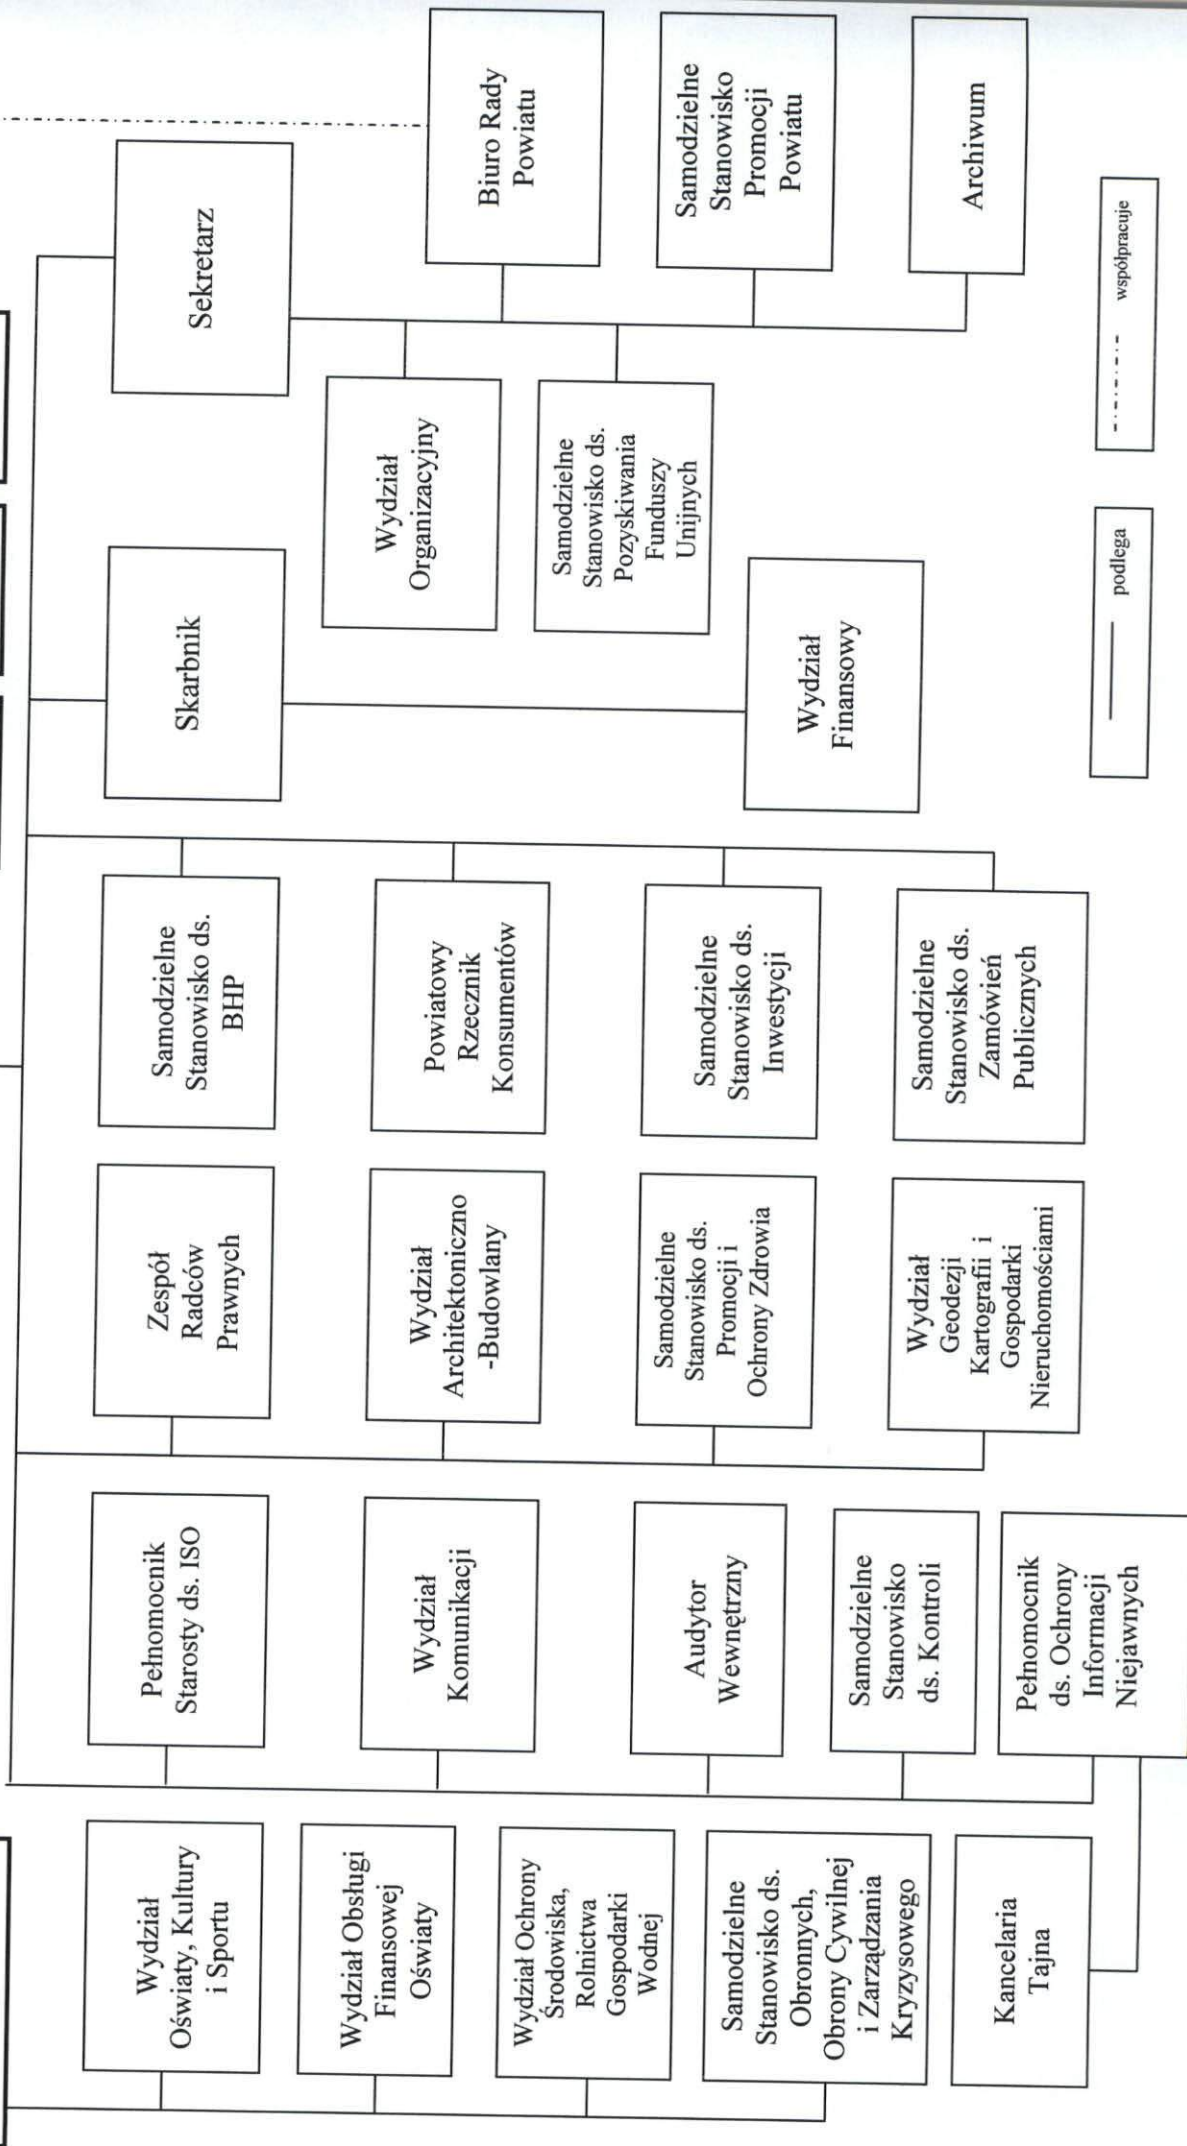 Wydział
Oświaty, Kultury
i Sportu
Pełnomocnik
Starosty ds. ISO
Zespół
Radców
Prawnych
Samodzielne
Stanowisko ds.
BHP
Skarbnik
Sekretarz
Wydział Obsługi
Finansowej
Oświaty
Wydział
Komunikacji
Wydział
Architektoniczno
-Budowlany
Powiatowy
Rzecznik
Konsumentów
Wydział
Organizacyjny
Biuro Rady
Powiatu
Wydział Ochrony
Środowiska,
Rolnictwa
Gospodarki
Wodnej
Audytor
Wewnętrzny
Samodzielne
Stanowisko ds.
Promocji i
Ochrony Zdrowia
Samodzielne
Stanowisko ds.
Inwestycji
Samodzielne
Stanowisko ds.
Pozyskiwania
Funduszy
Unijnych
Samodzielne
Stanowisko
Promocji
Powiatu
Samodzielne
Stanowisko ds.
Obronnych,
Obrony Cywilnej
i Zarządzania
Kryzysowego
Samodzielne
Stanowisko
ds. Kontroli
Wydział
Geodezji
Kartografii i
Gospodarki
Nieruchomościami
Samodzielne
Stanowisko ds.
Zamówień
Publicznych
Wydział
Finansowy
Archiwum
Kancelaria
Tajna
Pełnomocnik
ds. Ochrony
Informacji
Niejawnych
podlega
współpracuje